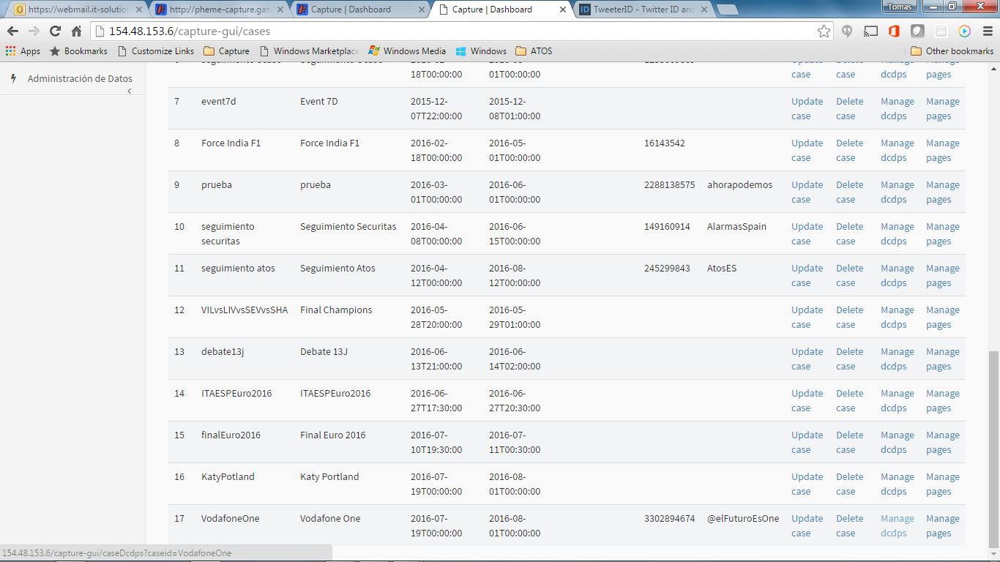 https://webmail.it-solution
http://pheme-capture.gate
Capture | Dashboard
Capture | Dashboard
TweeterID - Twitter ID and
Tomas
154.48.153.6/capture-gui/cases
Apps Bookmarks Customize Links Capture Windows Marketplace Windows Media Windows ATOS Other bookmarks
Administración de Datos
18T00:00:00 01T00:00:00 case case dcdps pages
7 event7d Event 7D 2015-12- 2015-12- Update Delete Manage Manage
07T22:00:00 08T01:00:00 case case dcdps pages
8 Force India F1 Force India F1 2016-02- 2016-05- 16143542 Update Delete Manage Manage
18T00:00:00 01T00:00:00 case case dcdps pages
9 prueba prueba 2016-03- 2016-06- 2288138575 ahorapodemos Update Delete Manage Manage
01T00:00:00 01T00:00:00 case case dcdps pages
10 seguimiento Seguimiento Securitas 2016-04- 2016-06- 149160914 AlarmasSpain Update Delete Manage Manage
securitas 08T00:00:00 15T00:00:00 case case dcdps pages
11 seguimiento atos Seguimiento Atos 2016-04- 2016-08- 245299843 AtosES Update Delete Manage Manage
12T00:00:00 12T00:00:00 case case dcdps pages
12 VILvsLIVvsSEVvsSHA Final Champions 2016-05- 2016-05- Update Delete Manage Manage
28T20:00:00 29T01:00:00 case case dcdps pages
13 debate13j Debate 13J 2016-06- 2016-06- Update Delete Manage Manage
13T21:00:00 14T02:00:00 case case dcdps pages
14 ITAESPEuro2016 ITAESPEuro2016 2016-06- 2016-06- Update Delete Manage Manage
27T17:30:00 27T20:30:00 case case dcdps pages
15 finalEuro2016 Final Euro 2016 2016-07- 2016-07- Update Delete Manage Manage
10T19:30:00 11T00:30:00 case case dcdps pages
16 KatyPotland Katy Portland 2016-07- 2016-08- Update Delete Manage Manage
19T00:00:00 01T00:00:00 case case dcdps pages
17 VodafoneOne Vodafone One 2016-07- 2016-08- 3302894674 @elFuturoEsOne Update Delete Manage Manage
19T00:00:00 01T00:00:00 case case dcdps pages
154.48.153.6/capture-gui/caseDcdps?caseid=VodafoneOne